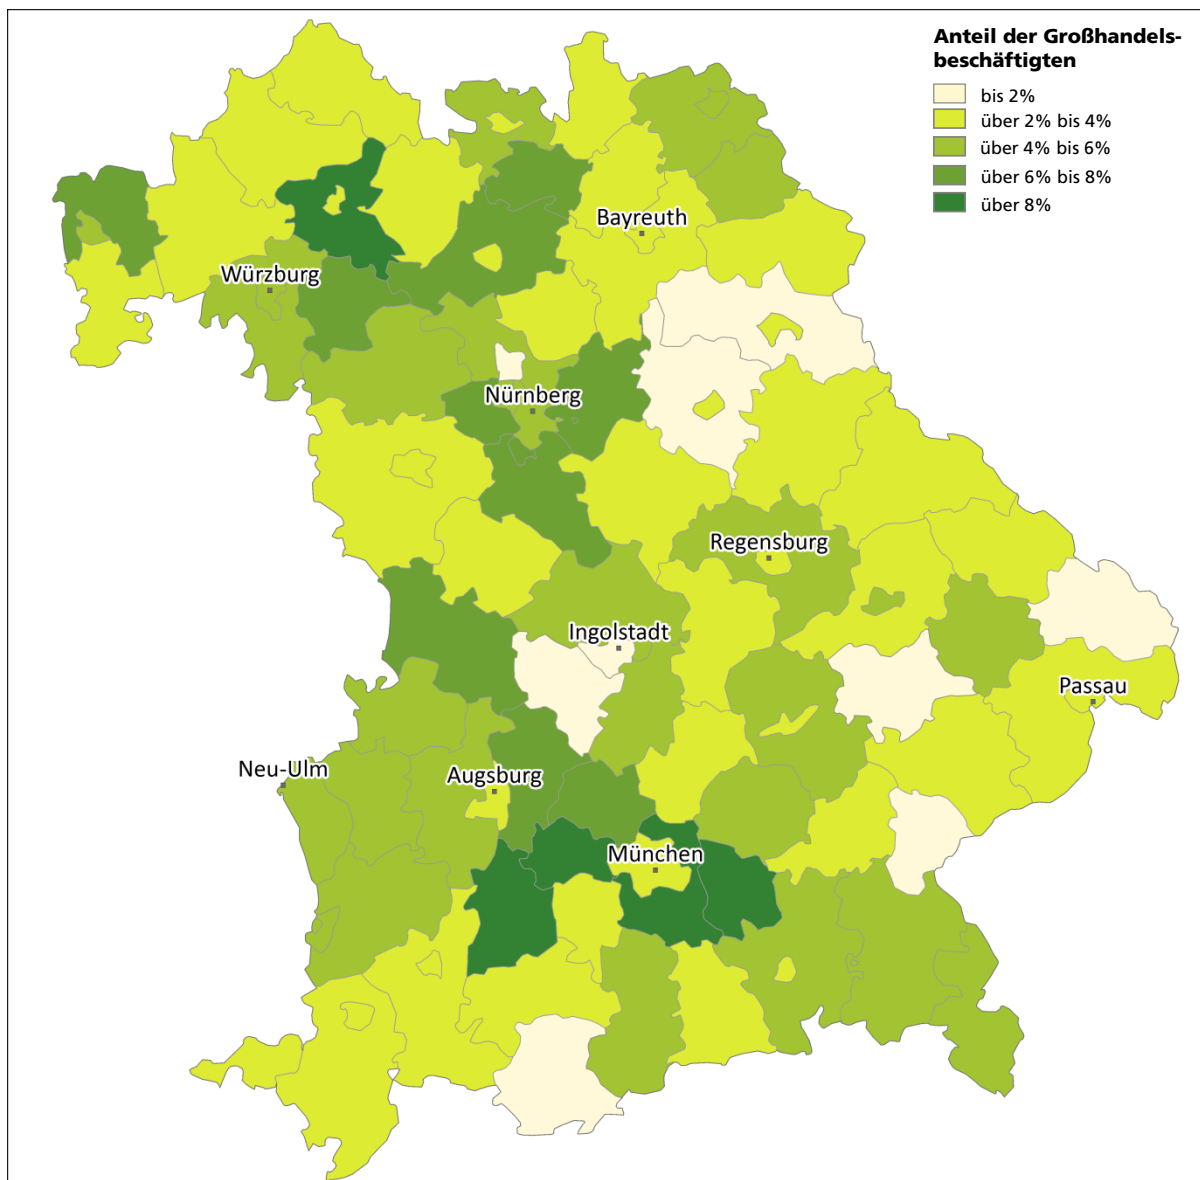 Anteil der Großhandels-
beschäftigten
bis 2%
über 2% bis 4%
über 4% bis 6%
über 6% bis 8%
über 8%
Bayreuth
Würzburg
Nürnberg
Regensburg
Ingolstadt
Passau
Neu-Ulm
Augsburg
München